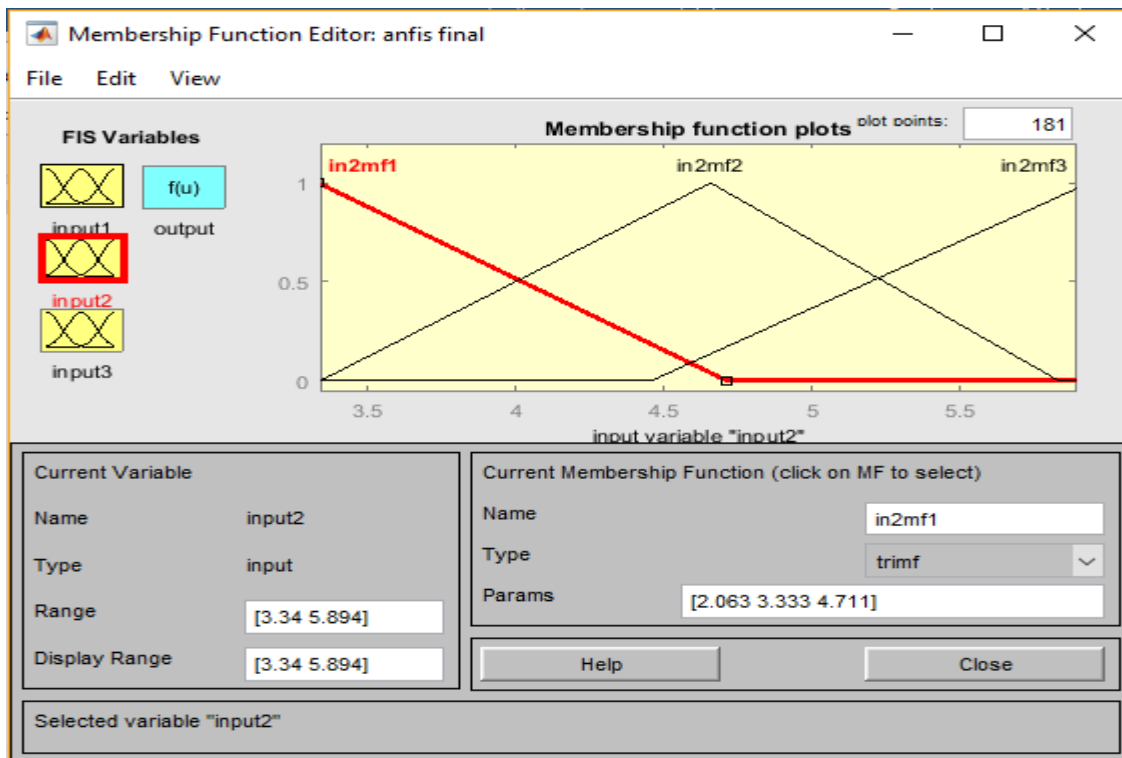 Membership Function Editor: anfis final
File Edit View
FIS Variables
f(u)
input1 output
input2
input3
Membership function plots plot points: 181
in2mf1 in2mf2 in2mf3
1
0.5
0
3.5 4 4.5 5 5.5
input variable "input2"
Current Variable
Name input2
Type input
Range [3.34 5.894]
Display Range [3.34 5.894]
Current Membership Function (click on MF to select)
Name in2mf1
Type trimf
Params [2.063 3.333 4.711]
Help Close
Selected variable "input2"